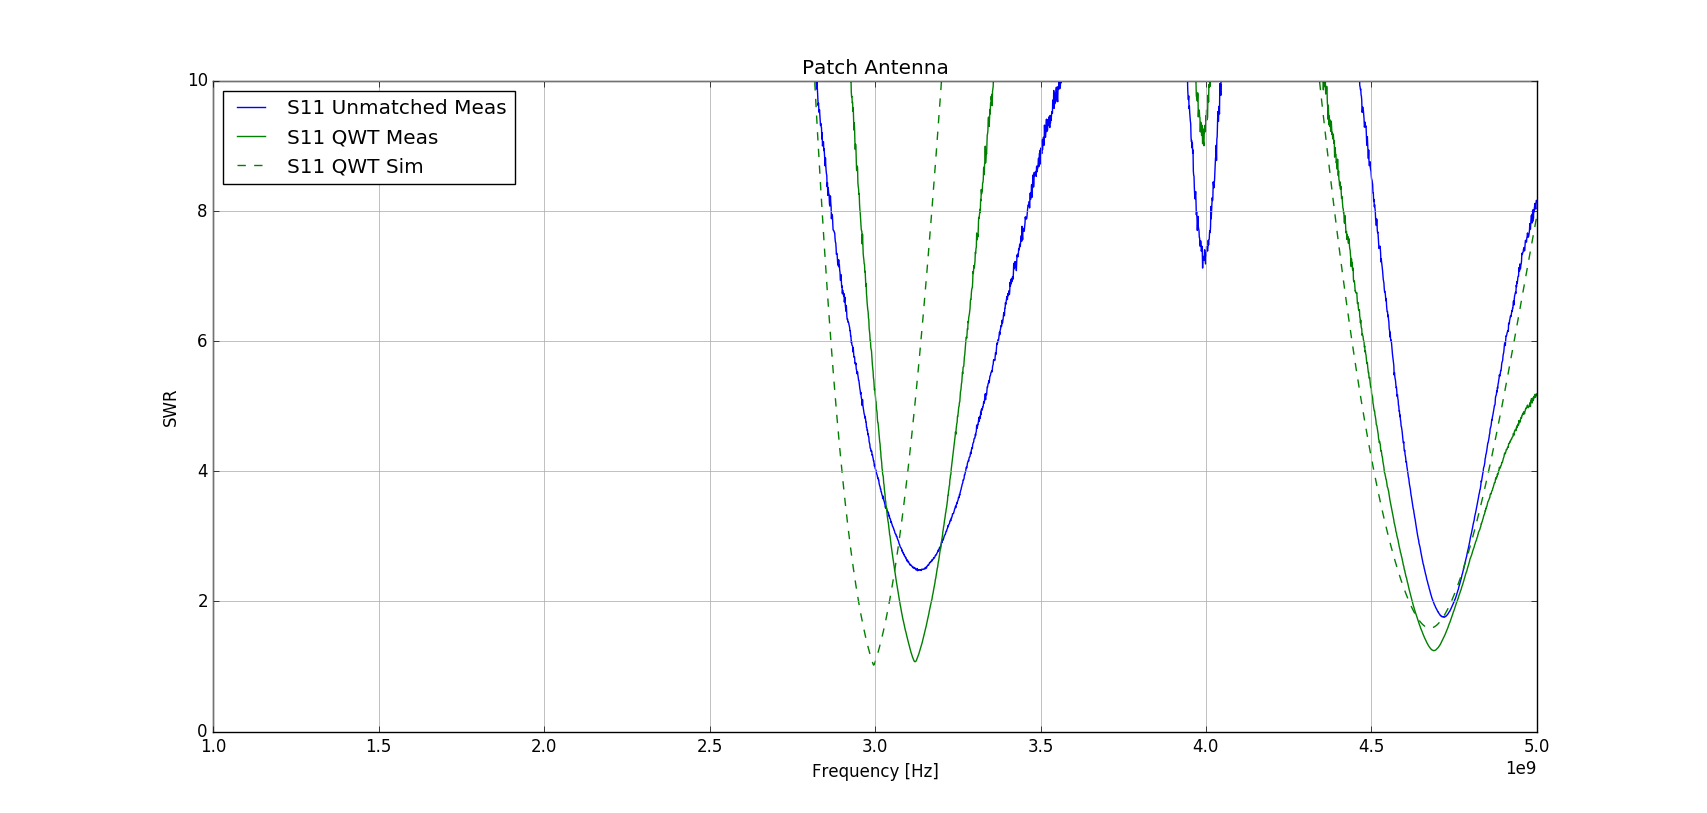 Patch Antenna
S11 Unmatched Meas
S11 QWT Meas
S11 QWT Sim
10
8
6
4
2
0
SWR
1.0 1.5 2.0 2.5 3.0 3.5 4.0 4.5 5.0
1e9
Frequency [Hz]